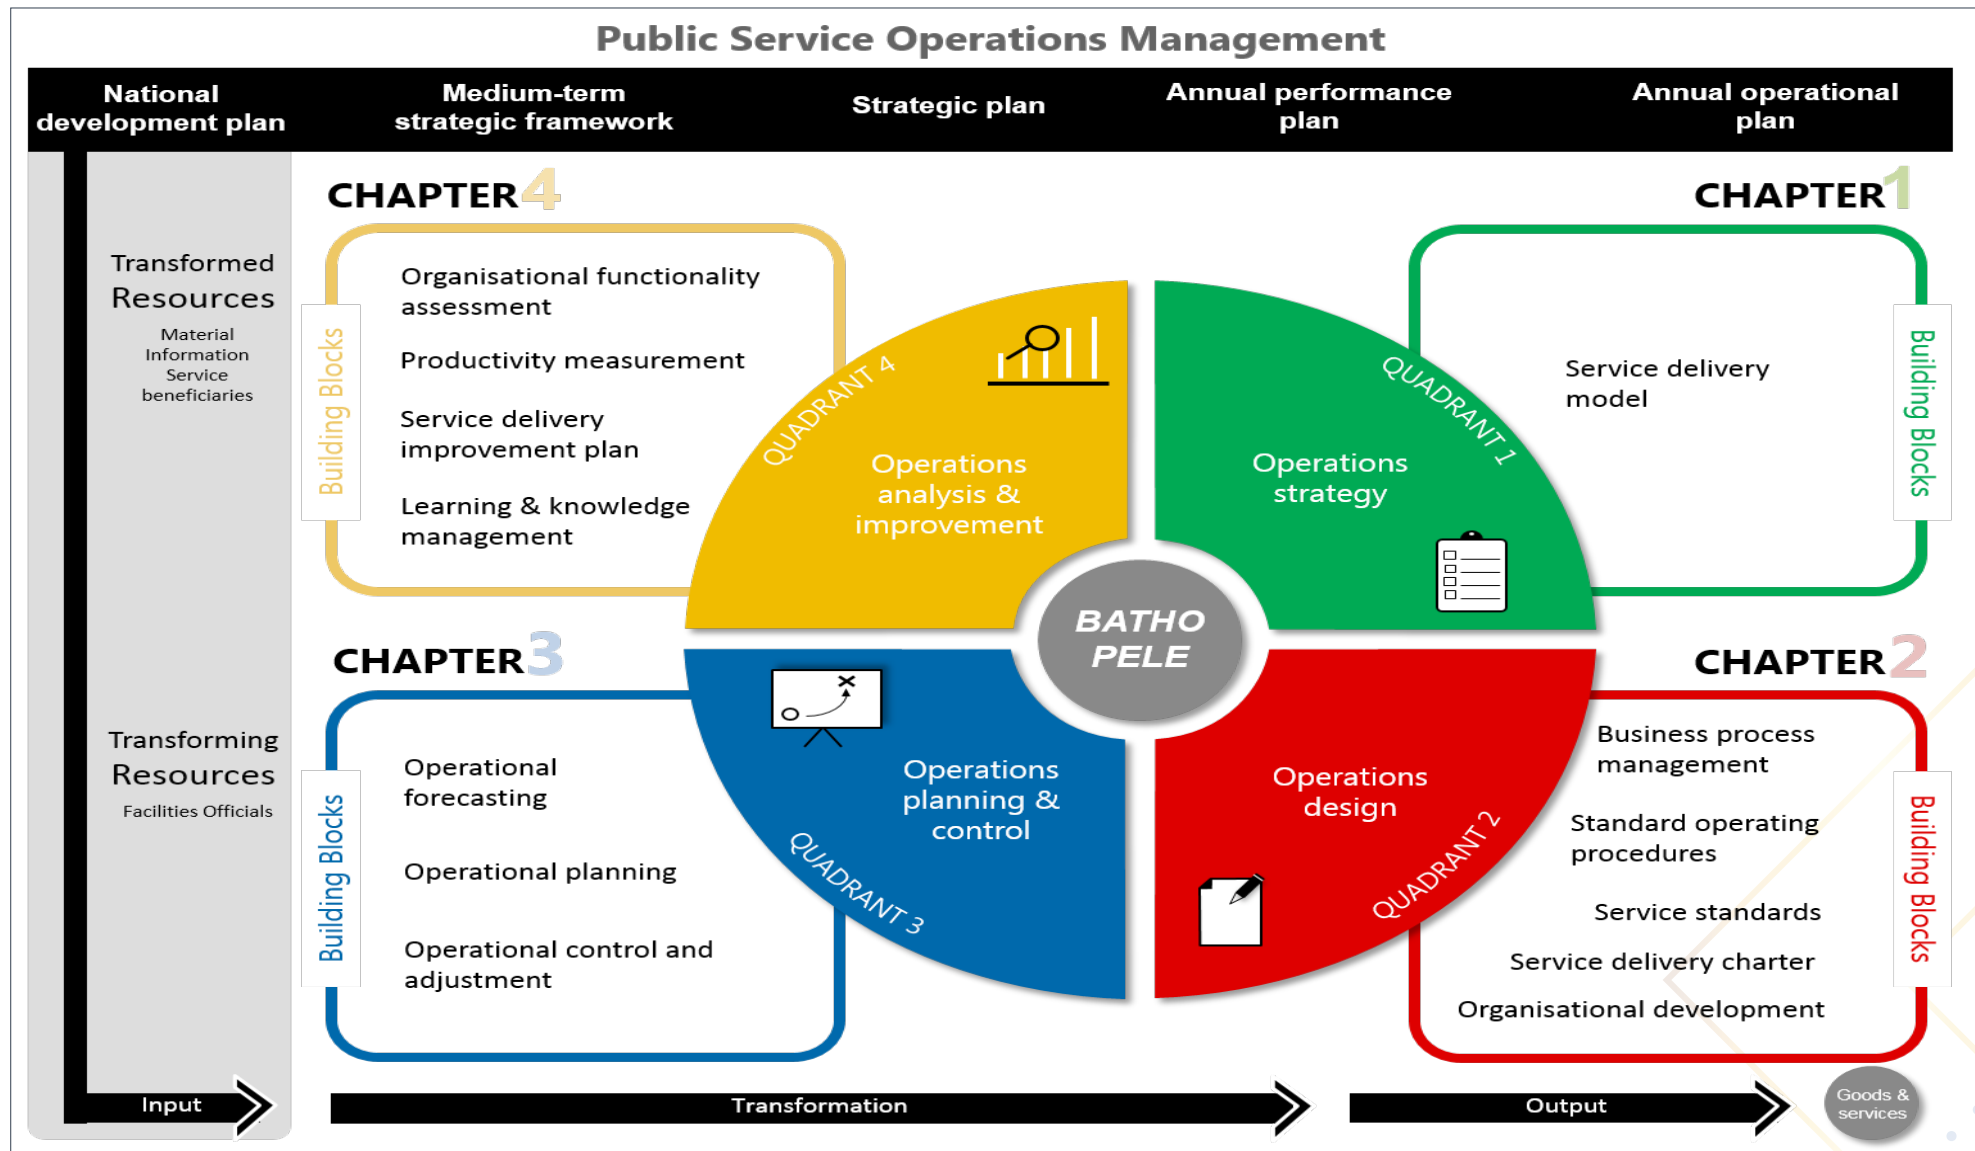 Public Service Operations Management
National
development plan
Medium-term
strategic framework
Strategic plan
Annual performance
plan
Annual operational
plan
Transformed
Resources
Material
Information
Service
beneficiaries
Transforming
Resources
Facilities Officials
CHAPTER 4
Building Blocks
Organisational functionality
assessment
Productivity measurement
Service delivery
improvement plan
Learning & knowledge
management
QUADRANT 4
Operations
analysis &
improvement
CHAPTER 1
Building Blocks
Service delivery
model
QUADRANT 1
Operations
strategy
BATHO
PELE
CHAPTER 3
Building Blocks
Operational
forecasting
Operational planning
Operational control and
adjustment
QUADRANT 3
Operations
planning &
control
CHAPTER 2
Building Blocks
Business process
management
Standard operating
procedures
Service standards
Service delivery charter
Organisational development
QUADRANT 2
Operations
design
Input
Transformation
Output
Goods &
services